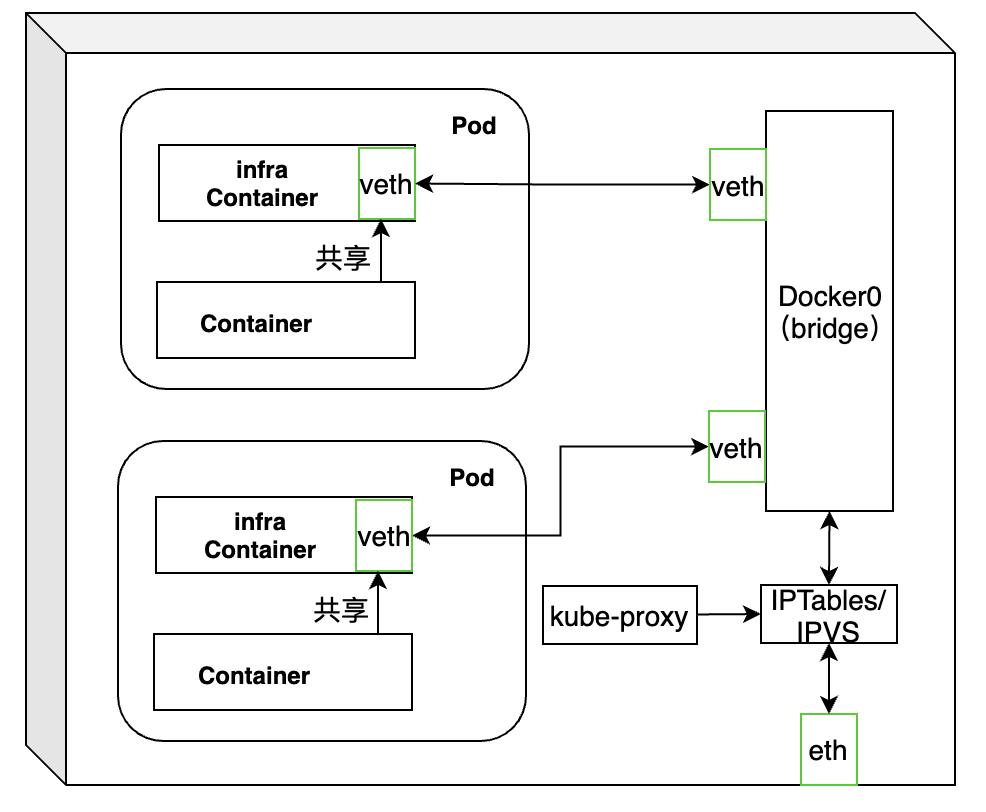 Pod
infra
Container
veth
veth
共享
Container
Docker0
（bridge）
veth
Pod
infra
Container
veth
共享
Container
kube-proxy
IPTables/
IPVS
eth